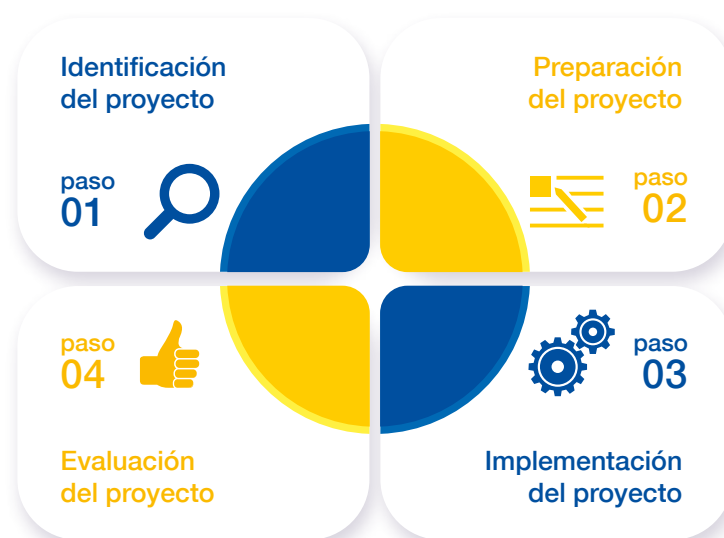 Identificación
del proyecto
paso
01
Preparación
del proyecto
paso
02
paso
03
Implementación
del proyecto
paso
04
Evaluación
del proyecto